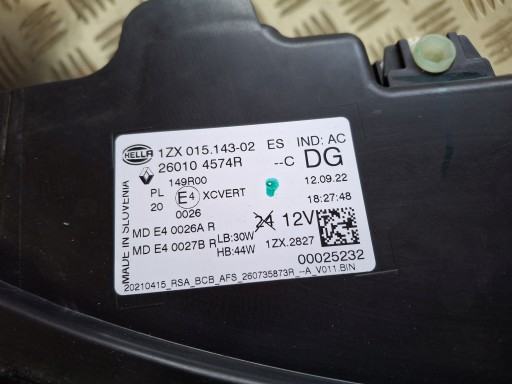 HELLA 1ZX 015.143-02 ES IND: AC
26010 4574R --C DG
149R00
PL E4 XCVERT 12.09.22
20 0026 18:27:48
MD E4 0026A R 24 12V
MD E4 0027B R LB:30W 1ZX.2827
HB:44W 00025232
20210415_RSA_BCB_AFS_260735873R_--A_V011.BIN
MADE IN SLOVENIA